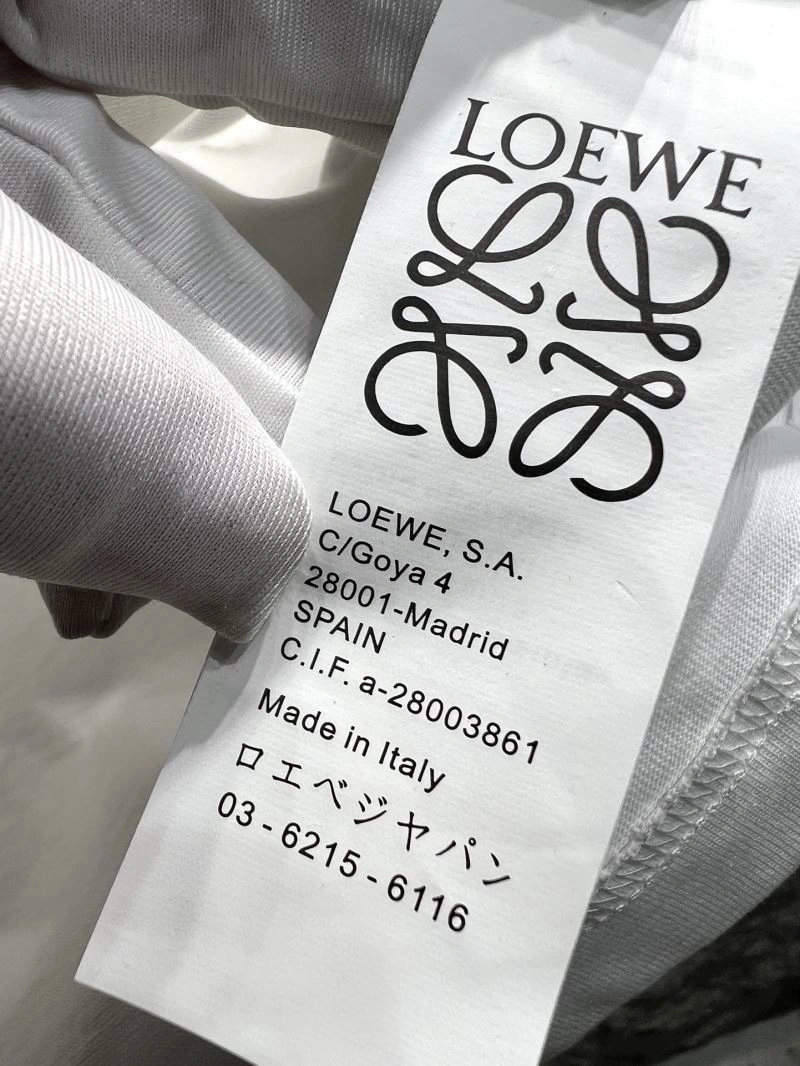 LOEWE
LOEWE, S.A.
C/Goya 4
28001-Madrid
SPAIN
C.I.F. a-28003861
Made in Italy
ロエベジャパン
03-6215-6116